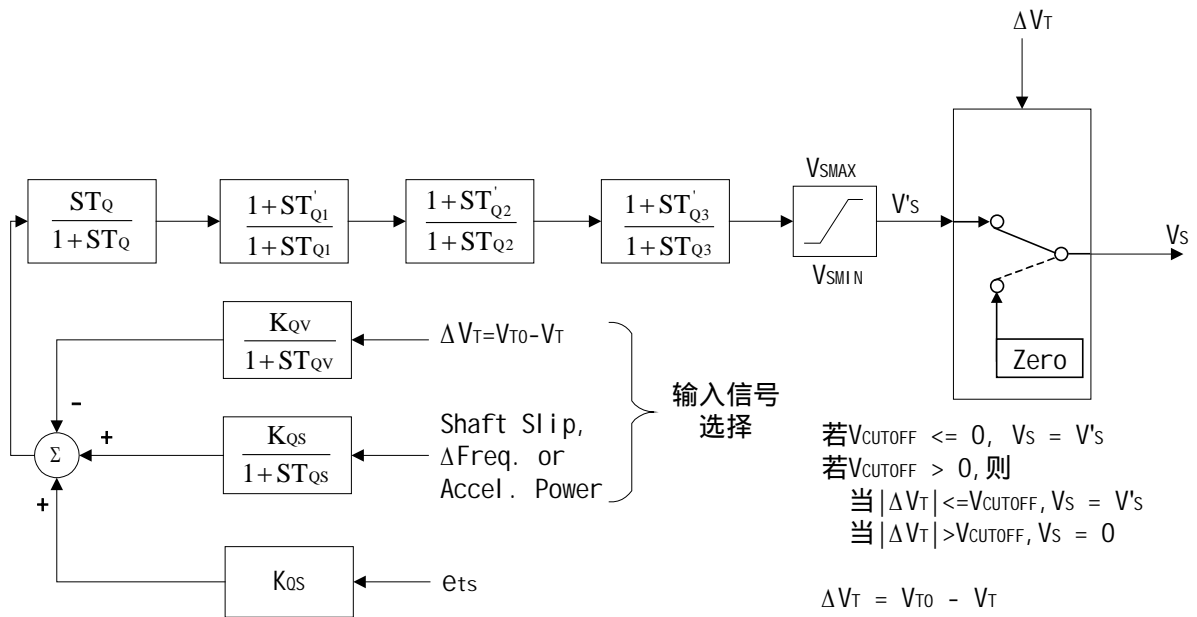 ΔVT
VSMAX
STQ
1+STQ
1+ST'Q1
1+STQ1
1+ST'Q2
1+STQ2
1+ST'Q3
1+STQ3
V'S
VS
VSMIN
Zero
KQV
1+STQV
ΔVT=VT0-VT
-
Σ
+
KQS
1+STQS
Shaft Slip,
ΔFreq. or
Accel. Power
输入信号
选择
+
KQS
ets
若VCUTOFF <= 0, VS = V'S
若VCUTOFF > 0,则
当|ΔVT|<=VCUTOFF,VS = V'S
当|ΔVT|>VCUTOFF,VS = 0
ΔVT = VT0 - VT